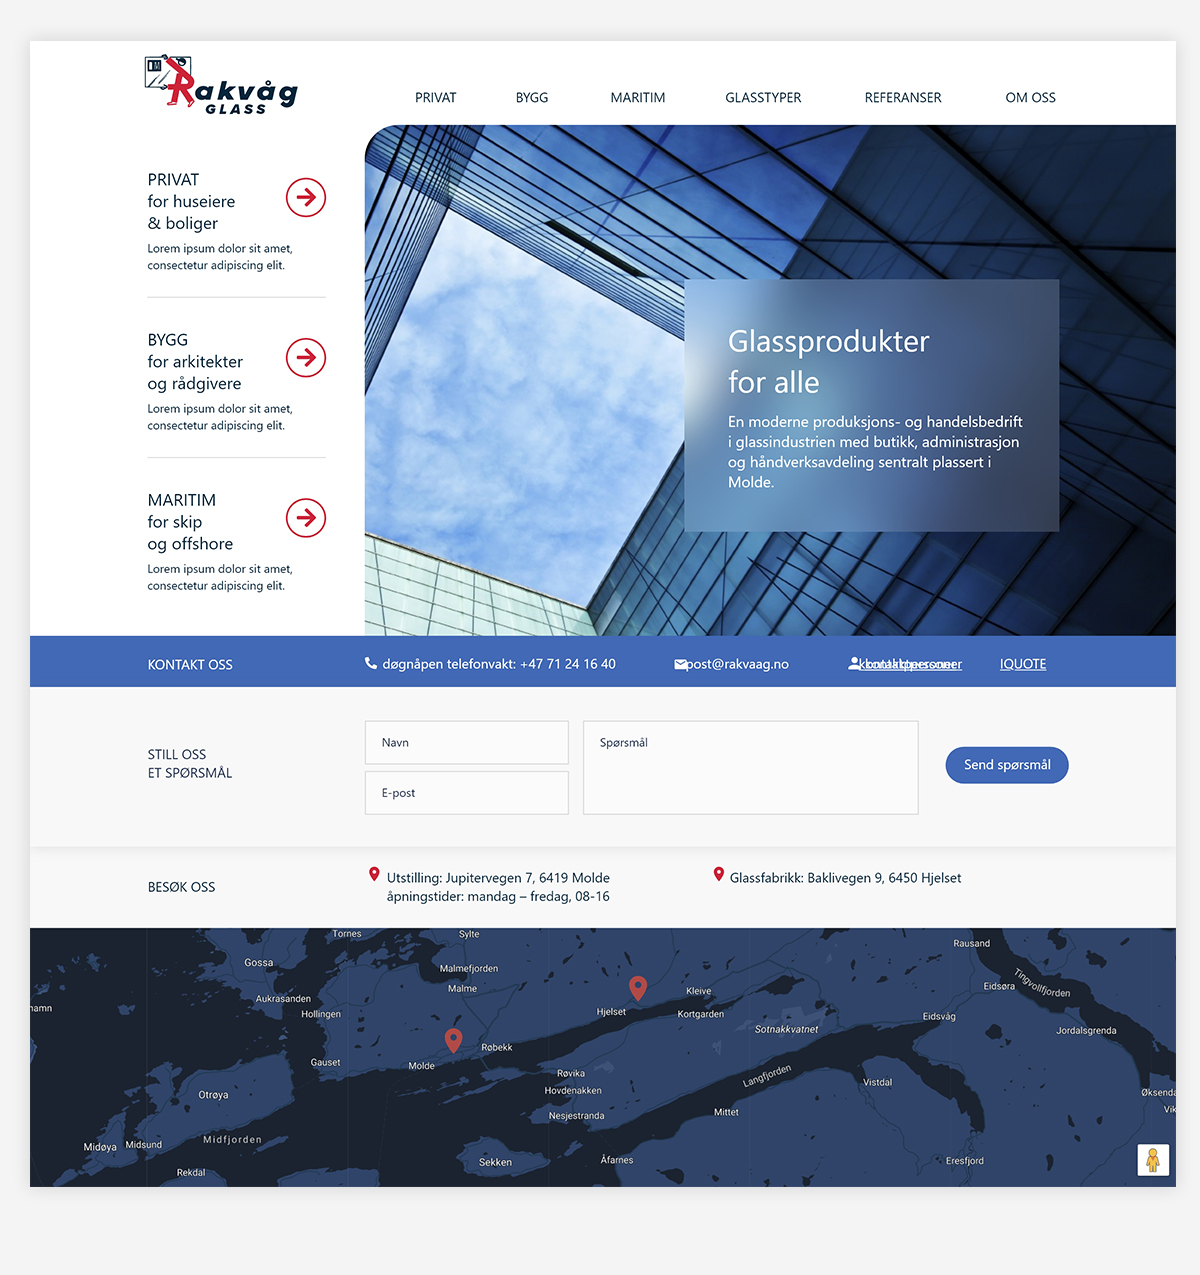 Rakvåg
GLASS
PRIVAT
BYGG
MARITIM
GLASSTYPER
REFERANSER
OM OSS
PRIVAT
for huseiere
& boliger
Lorem ipsum dolor sit amet,
consectetur adipiscing elit.
BYGG
for arkitekter
og rådgivere
Lorem ipsum dolor sit amet,
consectetur adipiscing elit.
MARITIM
for skip
og offshore
Lorem ipsum dolor sit amet,
consectetur adipiscing elit.
Glassprodukter
for alle
En moderne produksjons- og handelsbedrift
i glassindustrien med butikk, administrasjon
og håndverksavdeling sentralt plassert i
Molde.
KONTAKT OSS
døgnåpen telefonvakt: +47 71 24 16 40
post@rakvaag.no
kontaktpersoner
IQUOTE
STILL OSS
ET SPØRSMÅL
Navn
E-post
Spørsmål
Send spørsmål
BESØK OSS
Utstilling: Jupitervegen 7, 6419 Molde
åpningstider: mandag – fredag, 08-16
Glassfabrikk: Baklivegen 9, 6450 Hjelset
Tornes
Sylte
Rausand
Gossa
Malmefjorden
Tingvollfjorden
Malme
Kleive
Eidsøra
Aukrasanden
hamn
Hollingen
Hjelset
Kortgarden
Eidsvåg
Sotnakkvatnet
Jordalsgrenda
Røbekk
Gauset
Molde
Røvika
Langfjorden
Vistdal
Hovdenakken
Otrøya
Øksenda
Vik
Nesjestranda
Mittet
Midfjorden
Midøya
Midsund
Sekken
Åfarnes
Eresfjord
Rekdal